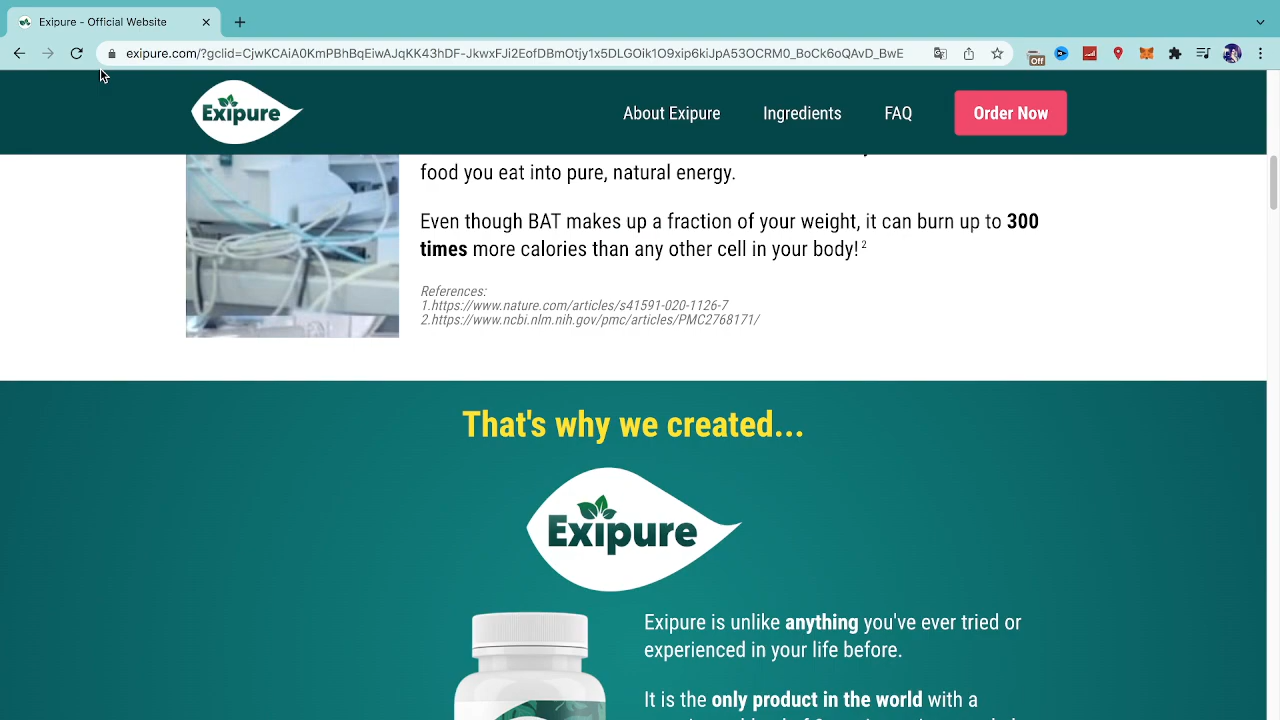 Exipure - Official Website
exipure.com/?gclid=CjwKCAiA0KmPBhBqEiwAJqKK43hDF-JkwxFJi2EofDBmOtjy1x5DLGOik1O9xip6kiJpA53OCRM0_BoCk6oQAvD_BwE
Off
Exipure
About Exipure
Ingredients
FAQ
Order Now
food you eat into pure, natural energy.
Even though BAT makes up a fraction of your weight, it can burn up to 300
times more calories than any other cell in your body!²
References:
1.https://www.nature.com/articles/s41591-020-1126-7
2.https://www.ncbi.nlm.nih.gov/pmc/articles/PMC2768171/
That's why we created...
Exipure
Exipure is unlike anything you've ever tried or
experienced in your life before.
It is the only product in the world with a